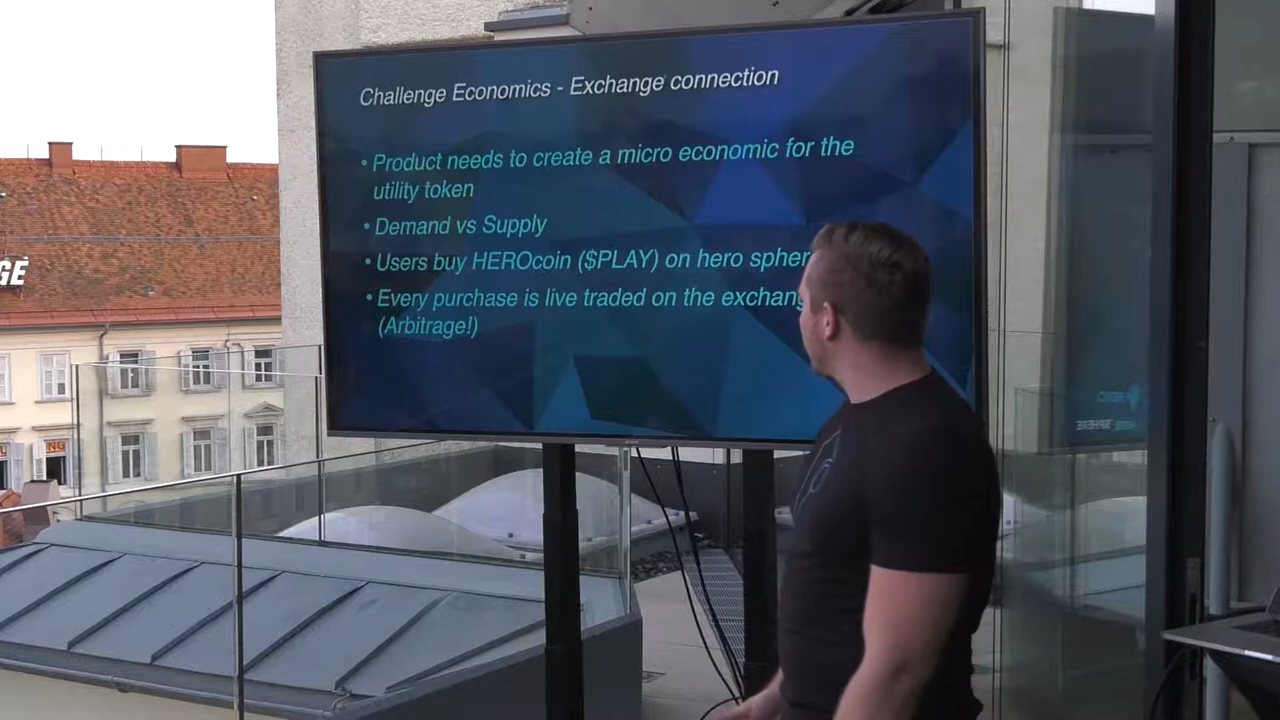 Challenge Economics - Exchange connection
• Product needs to create a micro economic for the
utility token
• Demand vs Supply
• Users buy HEROcoin ($PLAY) on hero spher
• Every purchase is live traded on the exchang
(Arbitrage!)
GE
NG